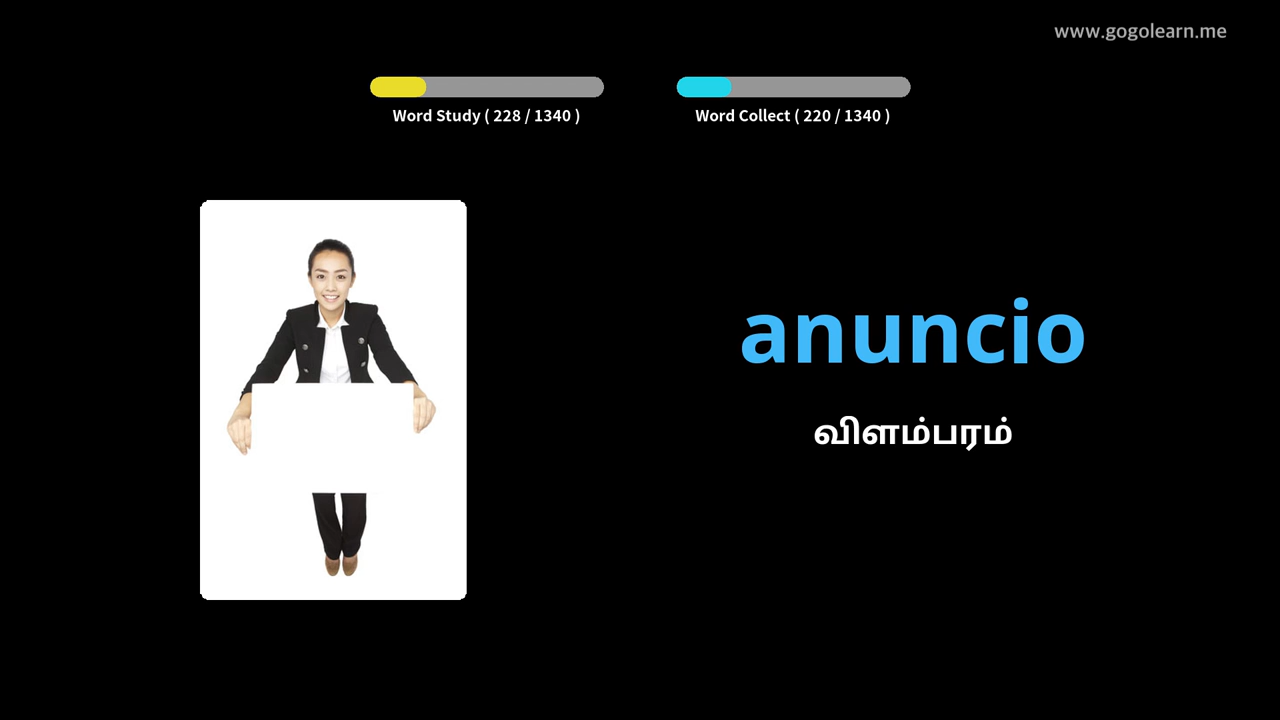 www.gogolearn.me
Word Study ( 228 / 1340 )
Word Collect ( 220 / 1340 )
anuncio
விளம்பரம்